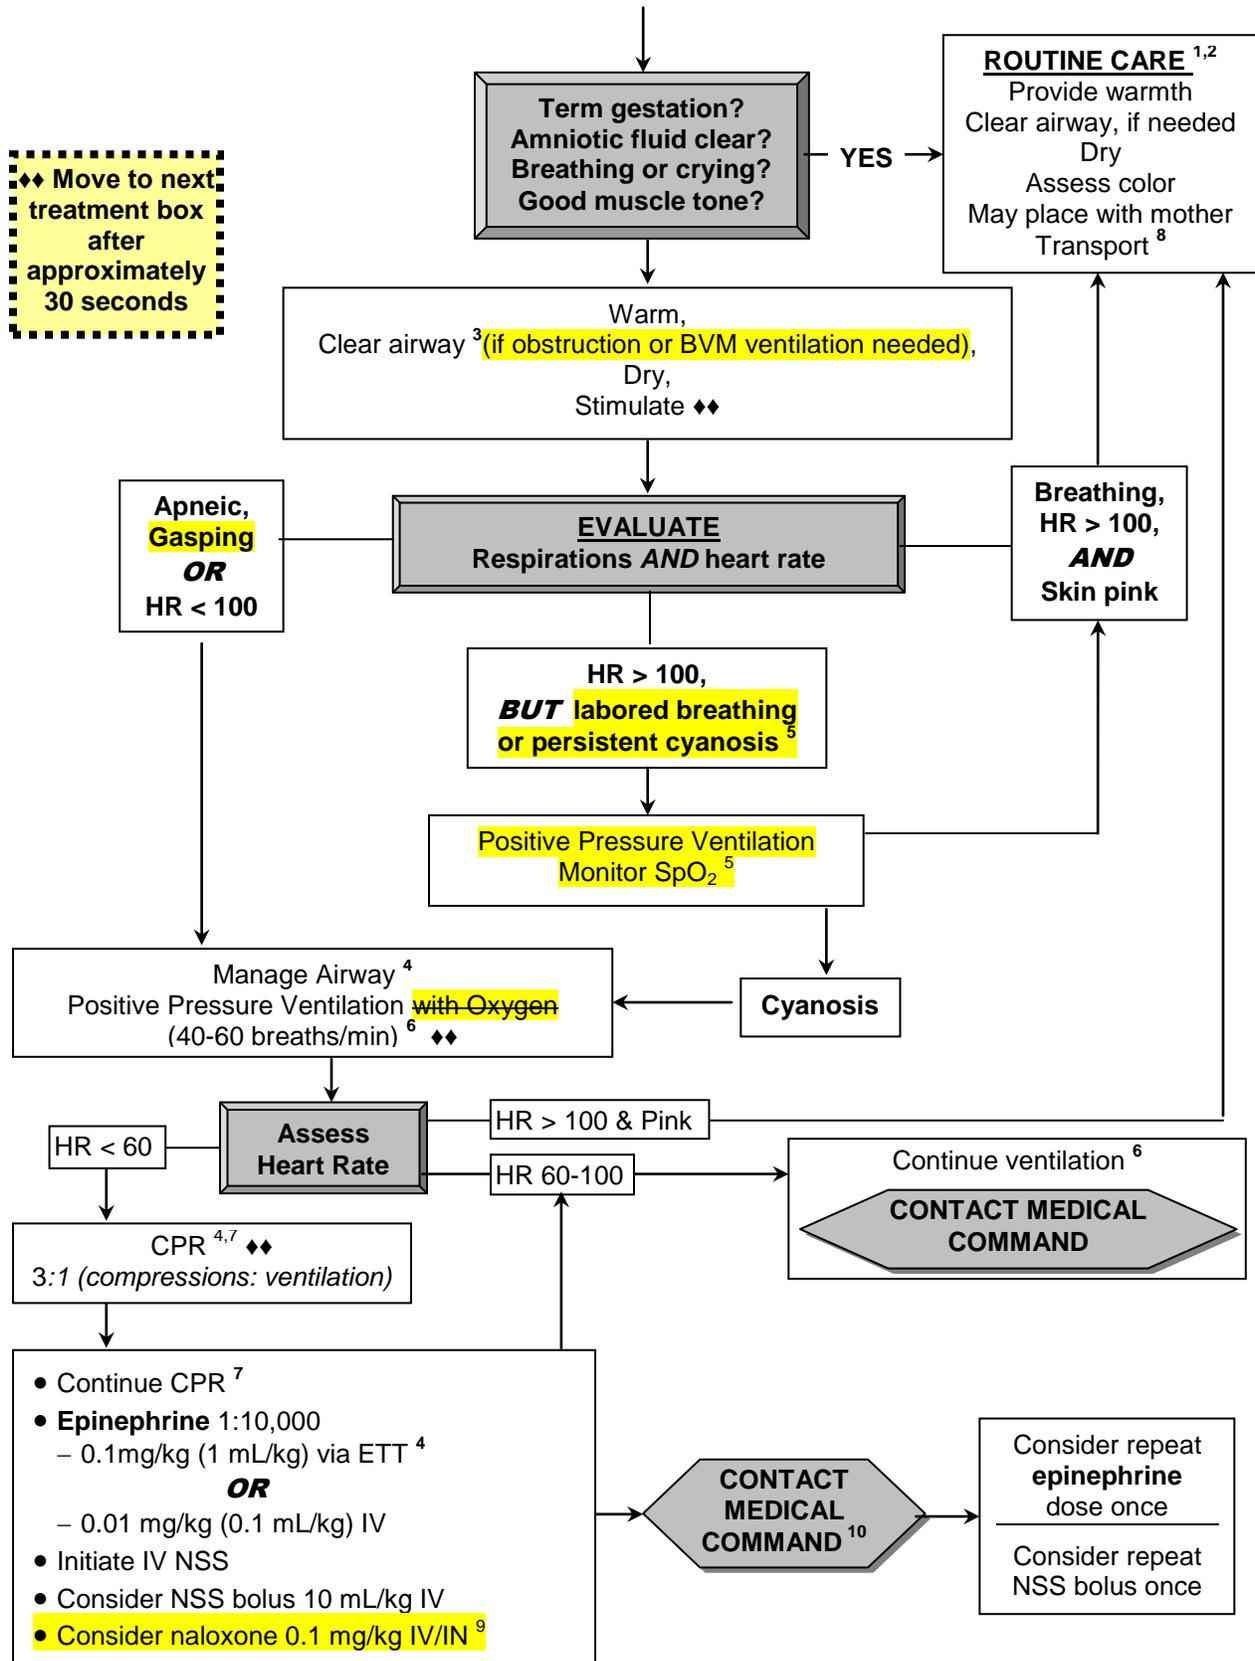 Term gestation?
Amniotic fluid clear?
Breathing or crying?
Good muscle tone?
YES
ROUTINE CARE 1,2
Provide warmth
Clear airway, if needed
Dry
Assess color
May place with mother
Transport 8
♦♦ Move to next
treatment box
after
approximately
30 seconds
Warm,
Clear airway 3 (if obstruction or BVM ventilation needed),
Dry,
Stimulate ♦♦
Apneic,
Gasping
OR
HR < 100
EVALUATE
Respirations AND heart rate
Breathing,
HR > 100,
AND
Skin pink
HR > 100,
BUT labored breathing
or persistent cyanosis 5
Positive Pressure Ventilation
Monitor SpO2 5
Manage Airway 4
Positive Pressure Ventilation with Oxygen
(40-60 breaths/min) 6 ♦♦
Cyanosis
Assess
Heart Rate
HR < 60
HR > 100 & Pink
HR 60-100
Continue ventilation 6
CONTACT MEDICAL
COMMAND
CPR 4,7 ♦♦
3:1 (compressions: ventilation)
• Continue CPR 7
• Epinephrine 1:10,000
– 0.1mg/kg (1 mL/kg) via ETT 4
OR
– 0.01 mg/kg (0.1 mL/kg) IV
• Initiate IV NSS
• Consider NSS bolus 10 mL/kg IV
• Consider naloxone 0.1 mg/kg IV/IN 9
CONTACT
MEDICAL
COMMAND 10
Consider repeat
epinephrine
dose once
Consider repeat
NSS bolus once